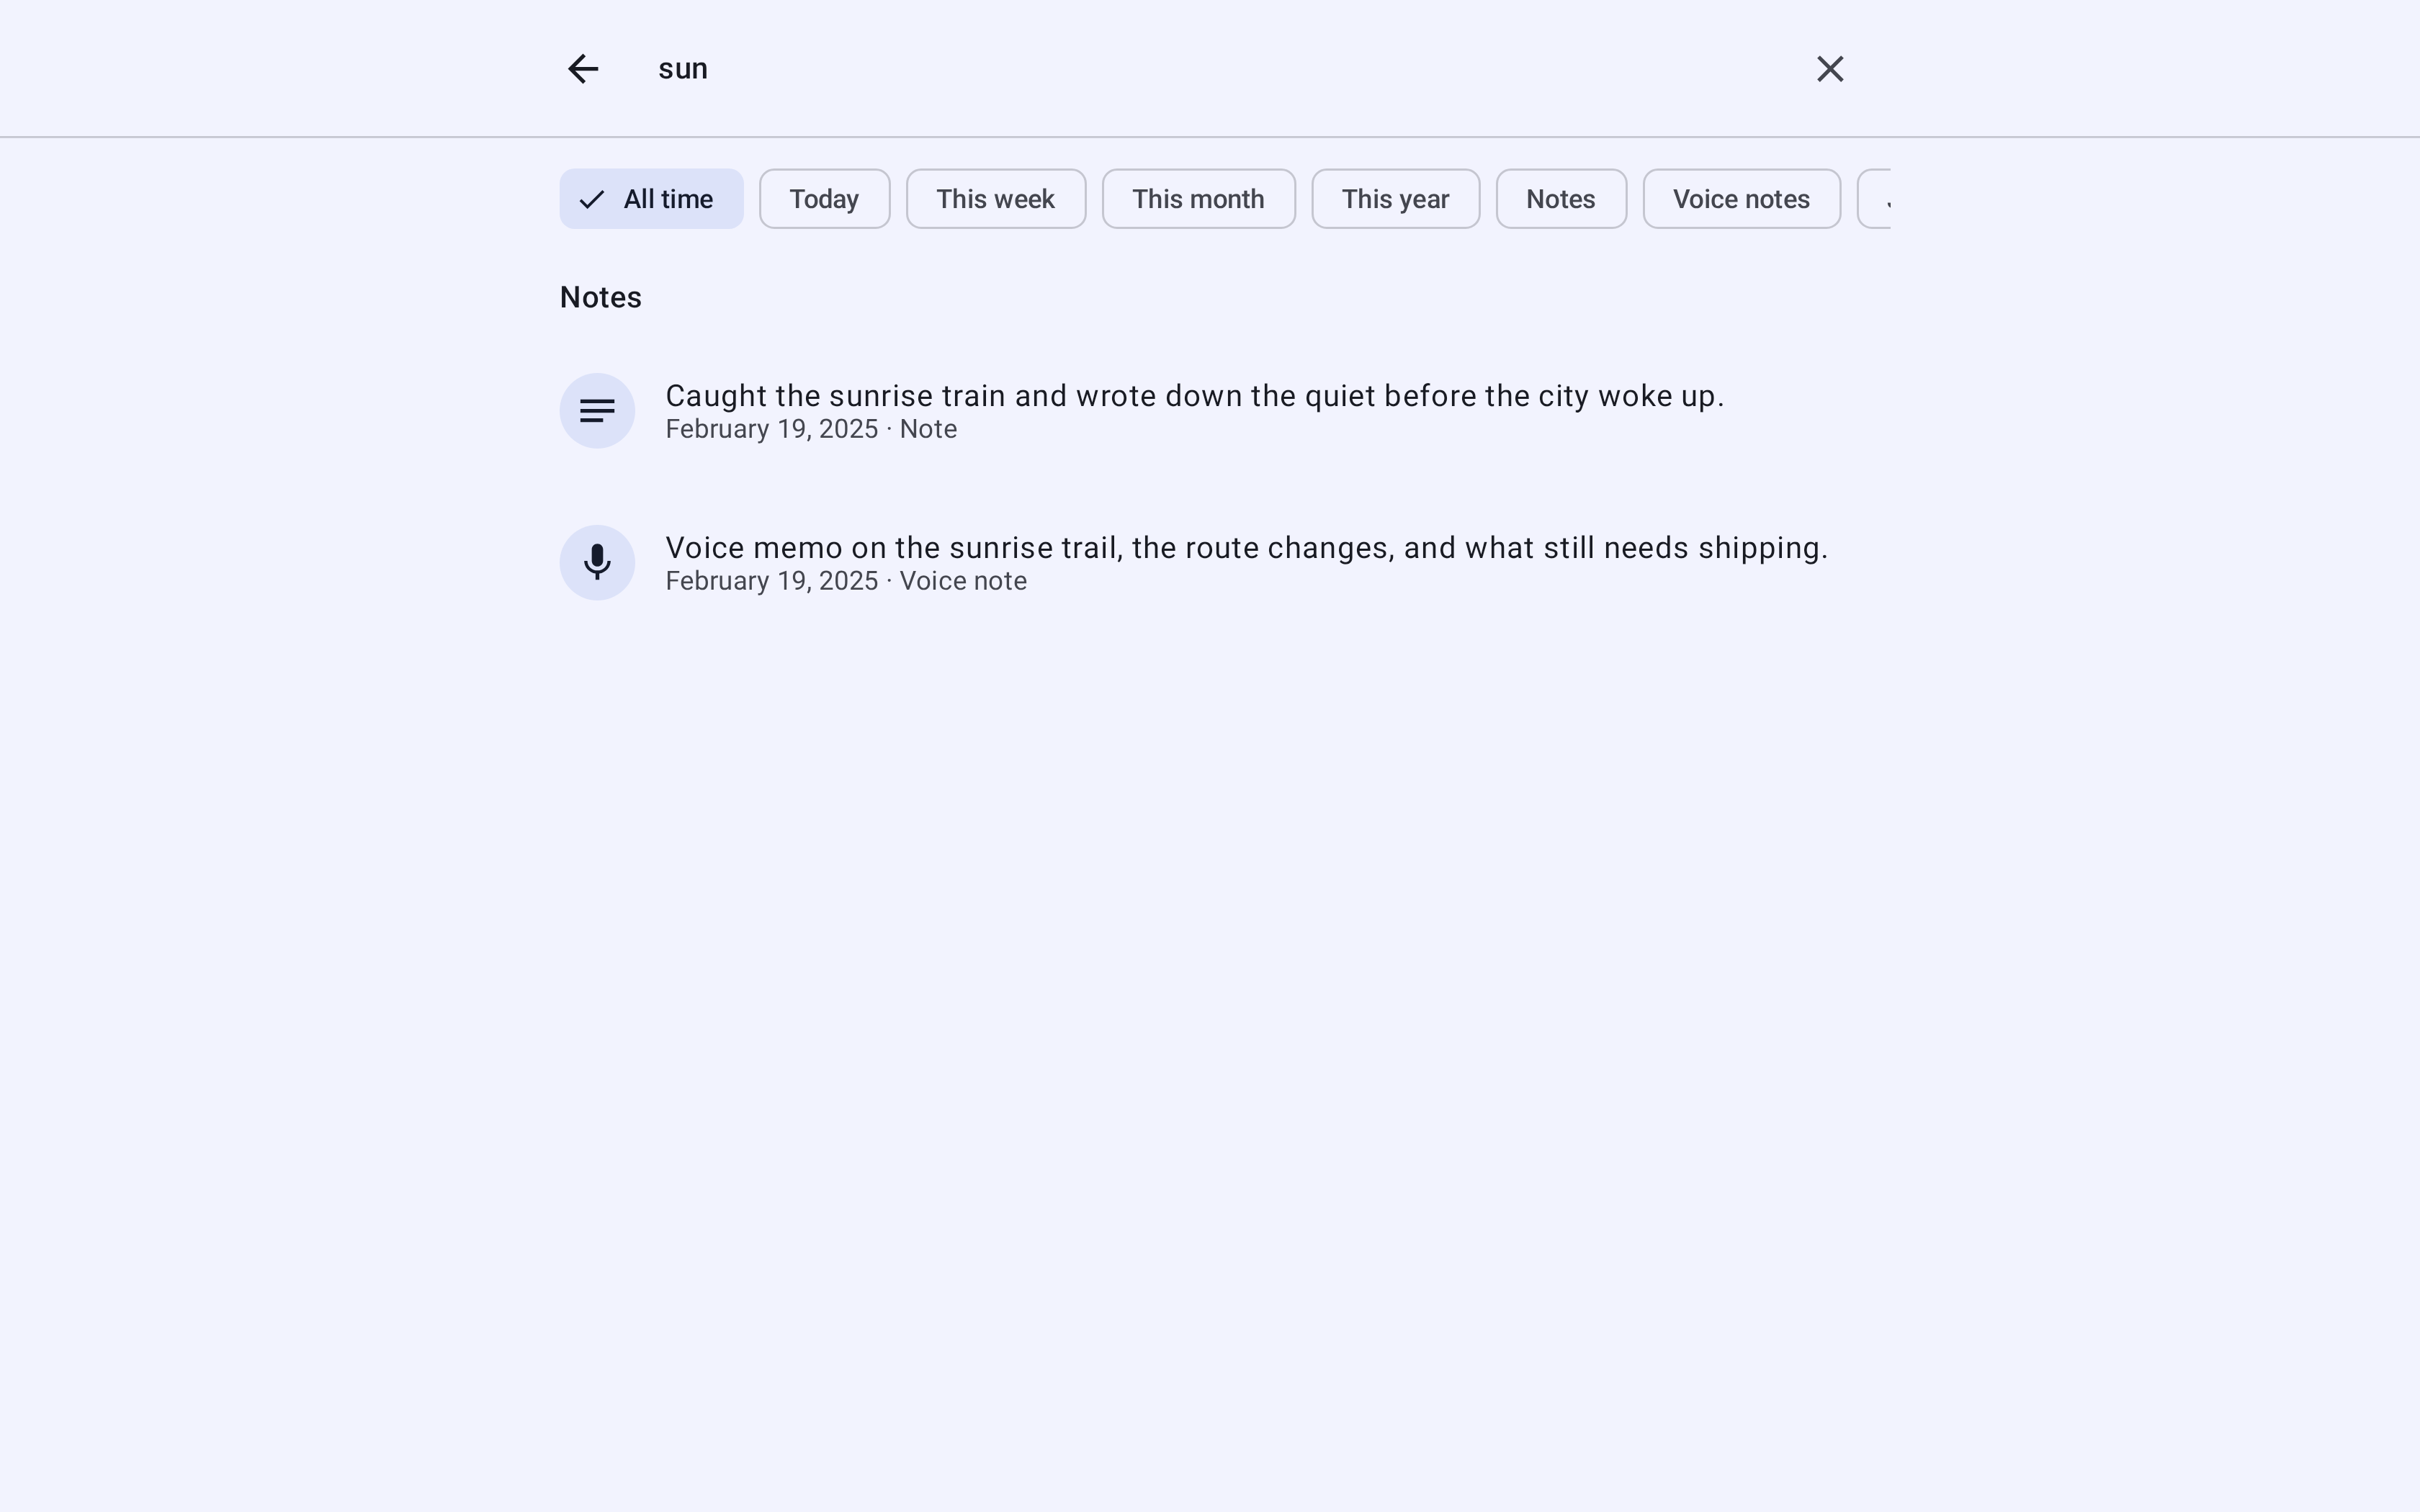 sun
All time
Today
This week
This month
This year
Notes
Voice notes
Notes
Caught the sunrise train and wrote down the quiet before the city woke up.
February 19, 2025 · Note
Voice memo on the sunrise trail, the route changes, and what still needs shipping.
February 19, 2025 · Voice note